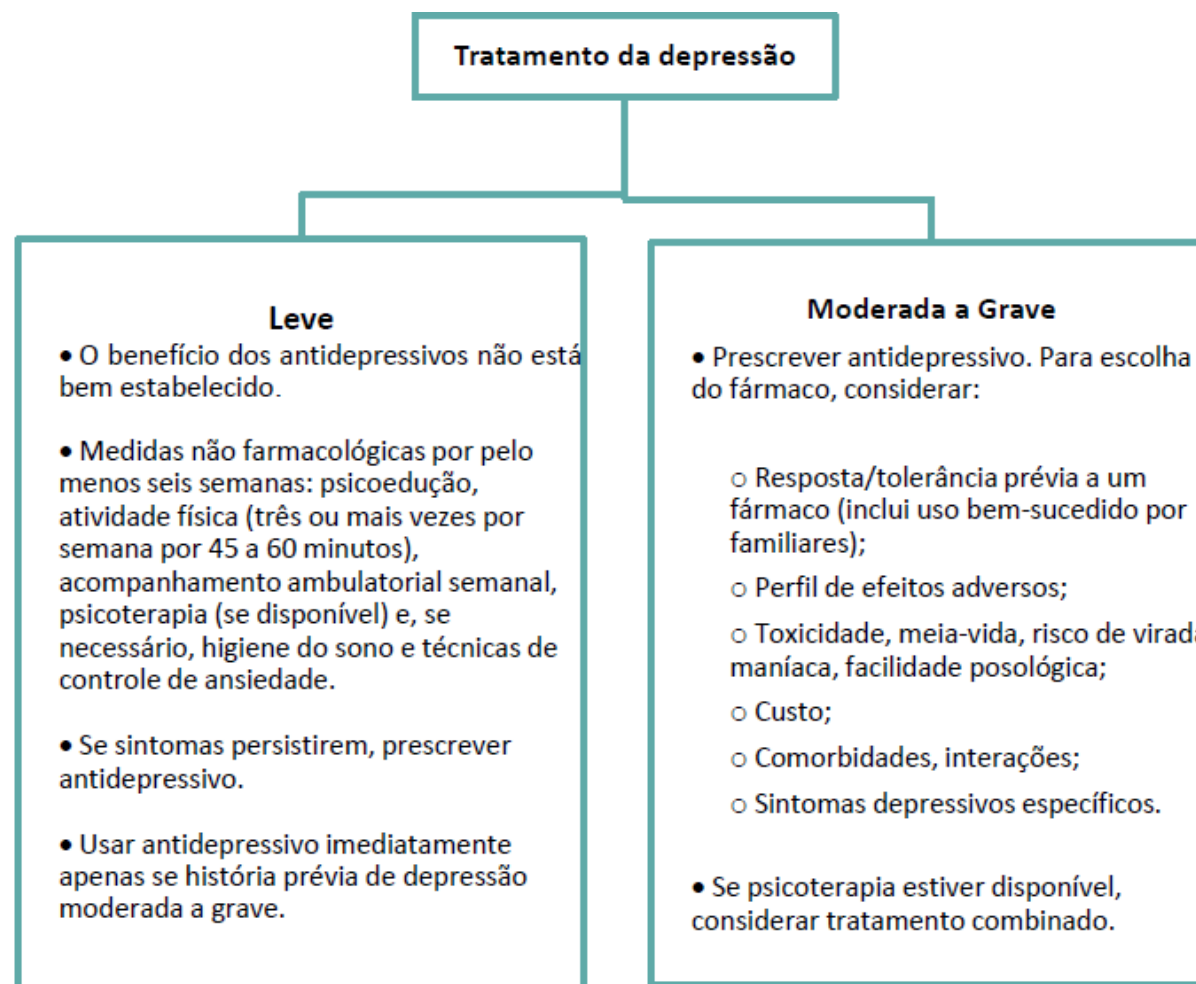 Tratamento da depressão
Leve
• O benefício dos antidepressivos não está
bem estabelecido.
• Medidas não farmacológicas por pelo
menos seis semanas: psicoedução,
atividade física (três ou mais vezes por
semana por 45 a 60 minutos),
acompanhamento ambulatorial semanal,
psicoterapia (se disponível) e, se
necessário, higiene do sono e técnicas de
controle de ansiedade.
• Se sintomas persistirem, prescrever
antidepressivo.
• Usar antidepressivo imediatamente
apenas se história prévia de depressão
moderada a grave.
Moderada a Grave
• Prescrever antidepressivo. Para escolha
do fármaco, considerar:
○ Resposta/tolerância prévia a um
fármaco (inclui uso bem-sucedido por
familiares);
○ Perfil de efeitos adversos;
○ Toxicidade, meia-vida, risco de virada
maníaca, facilidade posológica;
○ Custo;
○ Comorbidades, interações;
○ Sintomas depressivos específicos.
• Se psicoterapia estiver disponível,
considerar tratamento combinado.